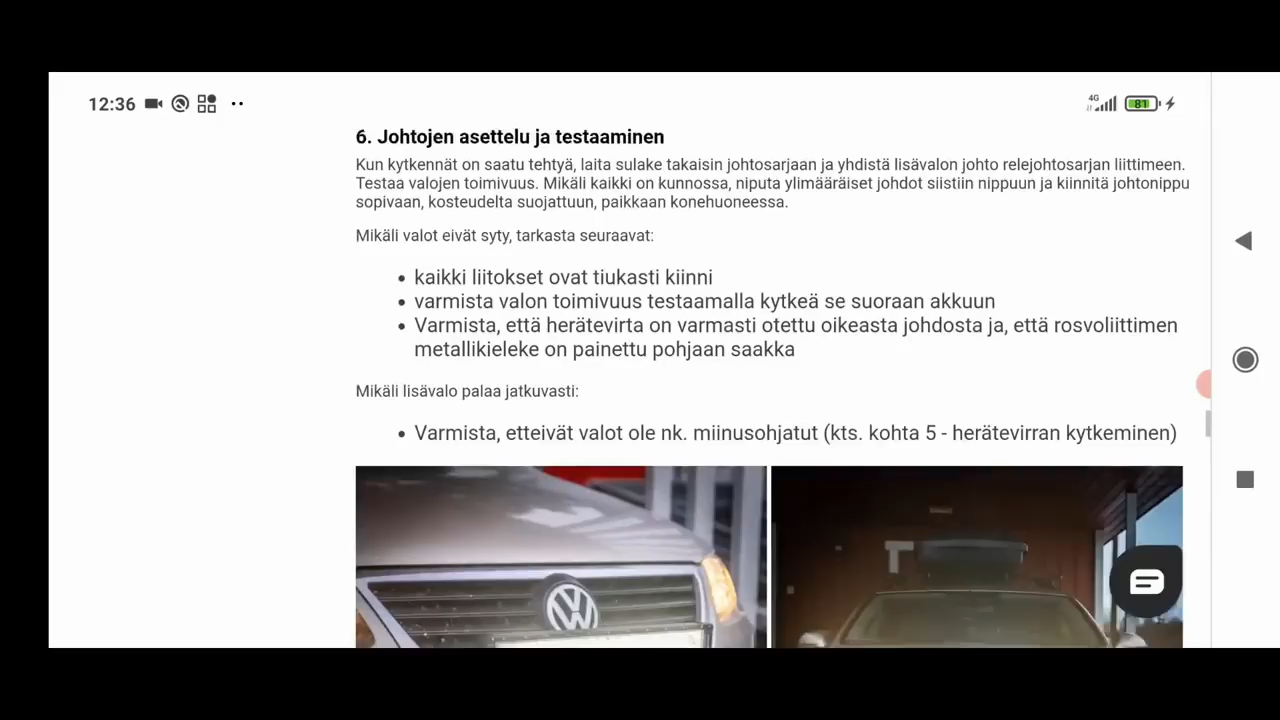 12:36
4G
81
6. Johtojen asettelu ja testaaminen
Kun kytkennät on saatu tehtyä, laita sulake takaisin johtosarjaan ja yhdistä lisävalon johto relejohtosarjan liittimeen.
Testaa valojen toimivuus. Mikäli kaikki on kunnossa, niputa ylimääräiset johdot siistiin nippuun ja kiinnitä johtonippu
sopivaan, kosteudelta suojattuun, paikkaan konehuoneessa.
Mikäli valot eivät syty, tarkasta seuraavat:
• kaikki liitokset ovat tiukasti kiinni
• varmista valon toimivuus testaamalla kytkeä se suoraan akkuun
• Varmista, että herätevirta on varmasti otettu oikeasta johdosta ja, että rosvoliittimen
metallikieleke on painettu pohjaan saakka
Mikäli lisävalo palaa jatkuvasti:
• Varmista, etteivät valot ole nk. miinusohjatut (kts. kohta 5 - herätevirran kytkeminen)